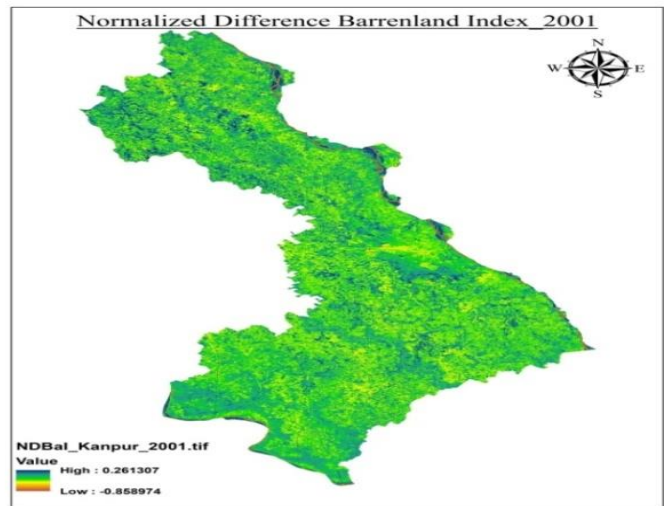 Normalized Difference Barrenland Index_2001
N
W E
S
NDBaI_Kanpur_2001.tif
Value
High : 0.261307
Low : -0.858974